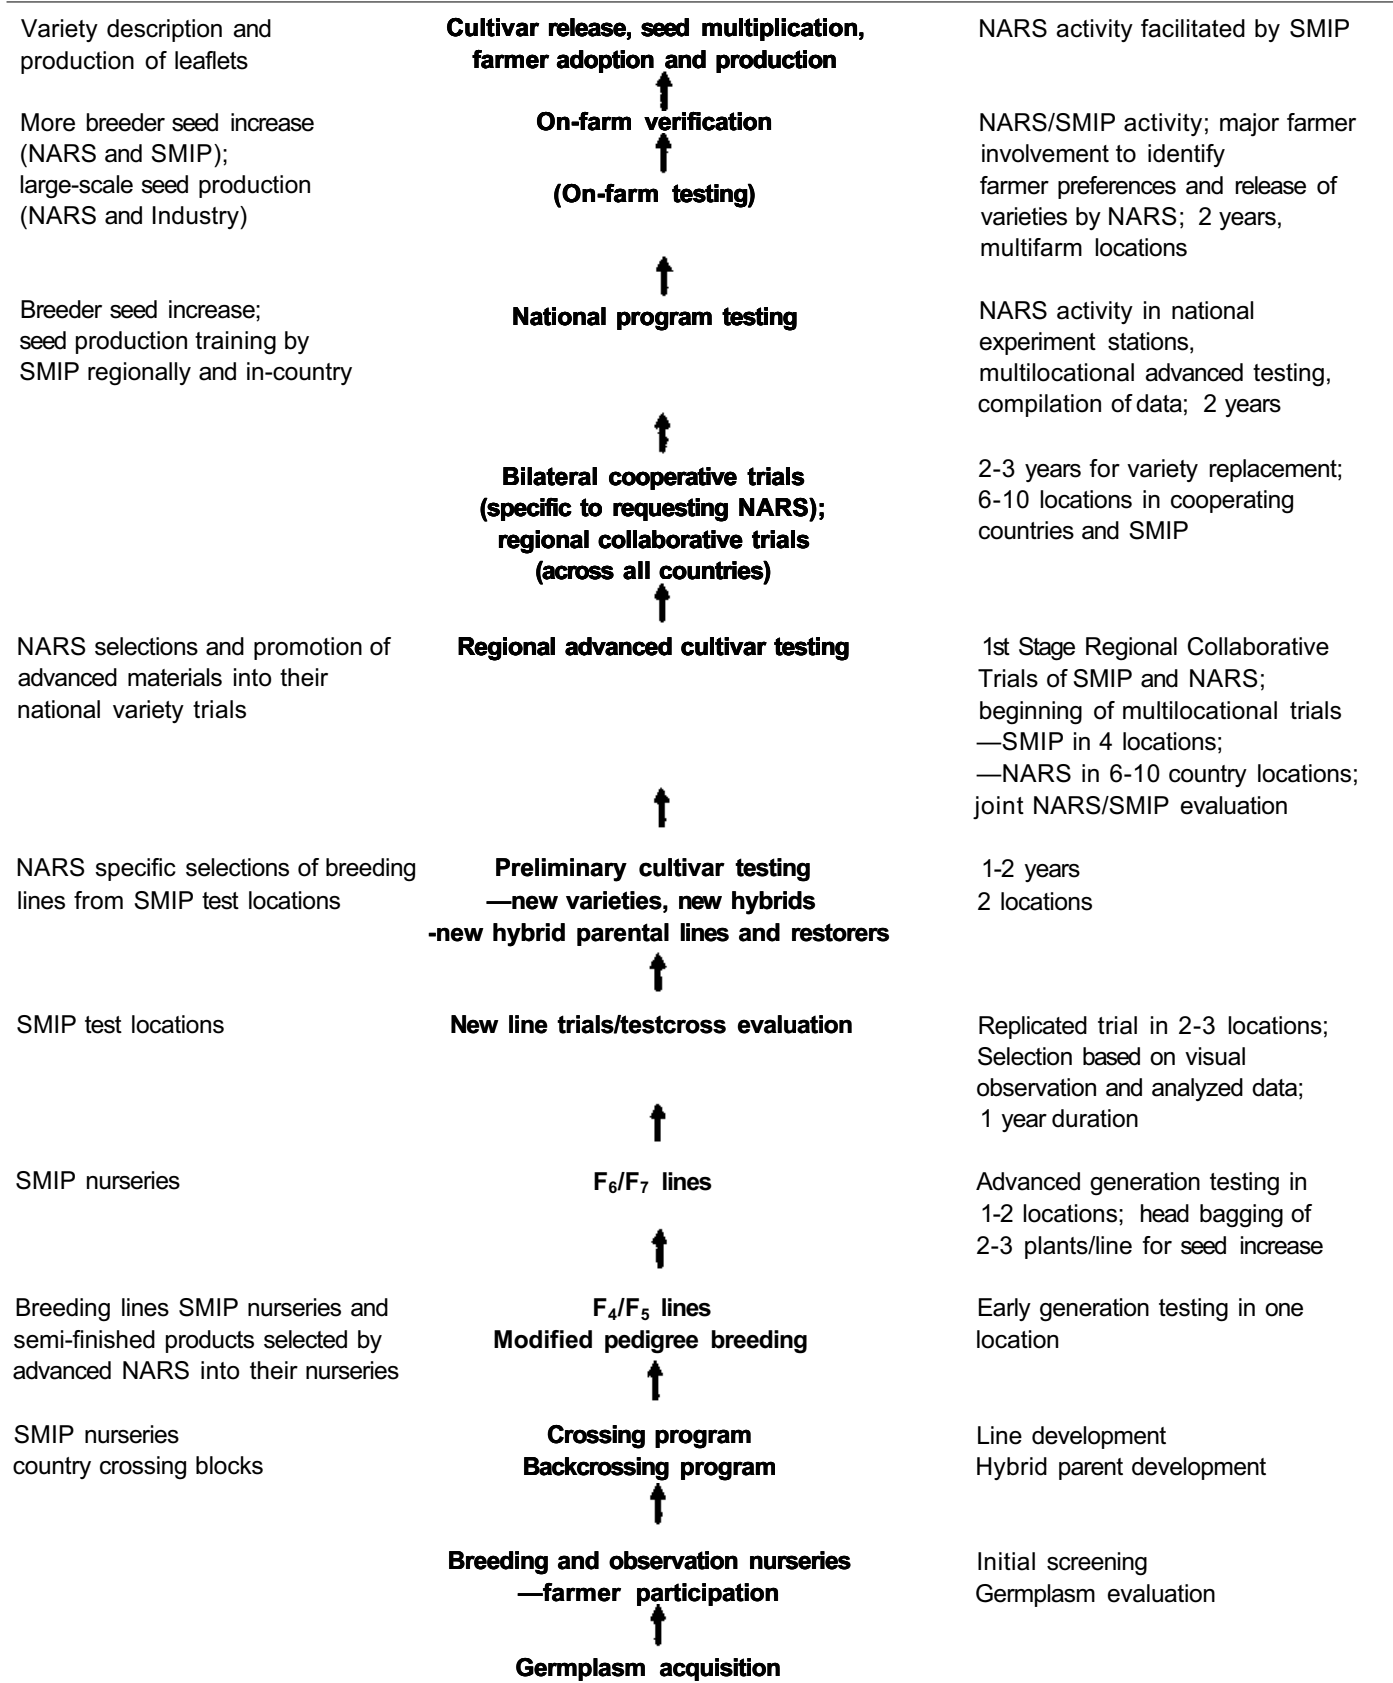 Variety description and
production of leaflets
Cultivar release, seed multiplication,
farmer adoption and production
NARS activity facilitated by SMIP
More breeder seed increase
(NARS and SMIP);
large-scale seed production
(NARS and Industry)
On-farm verification
(On-farm testing)
NARS/SMIP activity; major farmer
involvement to identify
farmer preferences and release of
varieties by NARS; 2 years,
multifarm locations
Breeder seed increase;
seed production training by
SMIP regionally and in-country
National program testing
NARS activity in national
experiment stations,
multilocational advanced testing,
compilation of data; 2 years
Bilateral cooperative trials
(specific to requesting NARS);
regional collaborative trials
(across all countries)
2-3 years for variety replacement;
6-10 locations in cooperating
countries and SMIP
NARS selections and promotion of
advanced materials into their
national variety trials
Regional advanced cultivar testing
1st Stage Regional Collaborative
Trials of SMIP and NARS;
beginning of multilocational trials
—SMIP in 4 locations;
—NARS in 6-10 country locations;
joint NARS/SMIP evaluation
NARS specific selections of breeding
lines from SMIP test locations
Preliminary cultivar testing
—new varieties, new hybrids
-new hybrid parental lines and restorers
1-2 years
2 locations
SMIP test locations
New line trials/testcross evaluation
Replicated trial in 2-3 locations;
Selection based on visual
observation and analyzed data;
1 year duration
SMIP nurseries
F₆/F₇ lines
Advanced generation testing in
1-2 locations; head bagging of
2-3 plants/line for seed increase
Breeding lines SMIP nurseries and
semi-finished products selected by
advanced NARS into their nurseries
F₄/F₅ lines
Modified pedigree breeding
Early generation testing in one
location
SMIP nurseries
country crossing blocks
Crossing program
Backcrossing program
Line development
Hybrid parent development
Breeding and observation nurseries
—farmer participation
Initial screening
Germplasm evaluation
Germplasm acquisition